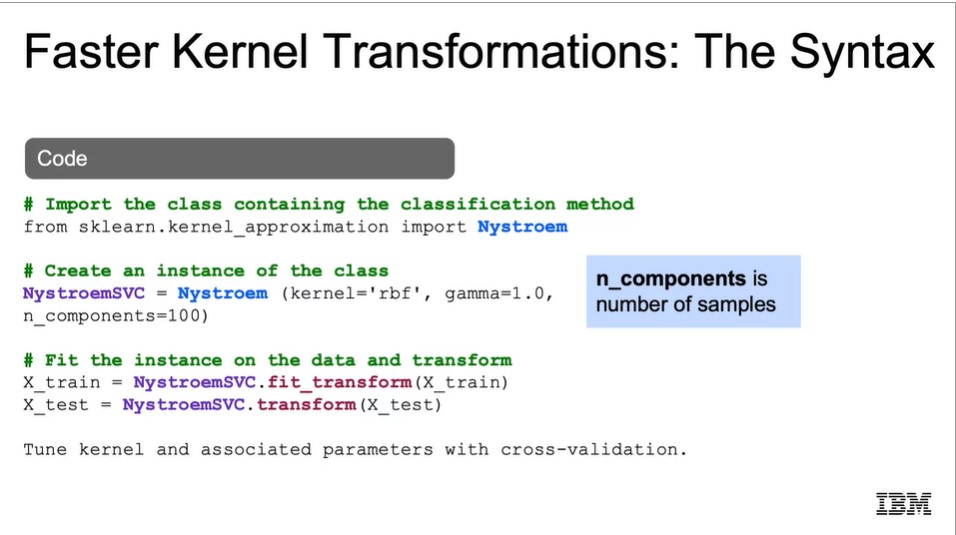 Faster Kernel Transformations: The Syntax
Code
# Import the class containing the classification method
from sklearn.kernel_approximation import Nystroem
# Create an instance of the class
NystroemSVC = Nystroem (kernel='rbf', gamma=1.0,
n_components=100)
n_components is
number of samples
# Fit the instance on the data and transform
X_train = NystroemSVC.fit_transform(X_train)
X_test = NystroemSVC.transform(X_test)
Tune kernel and associated parameters with cross-validation.
IBM